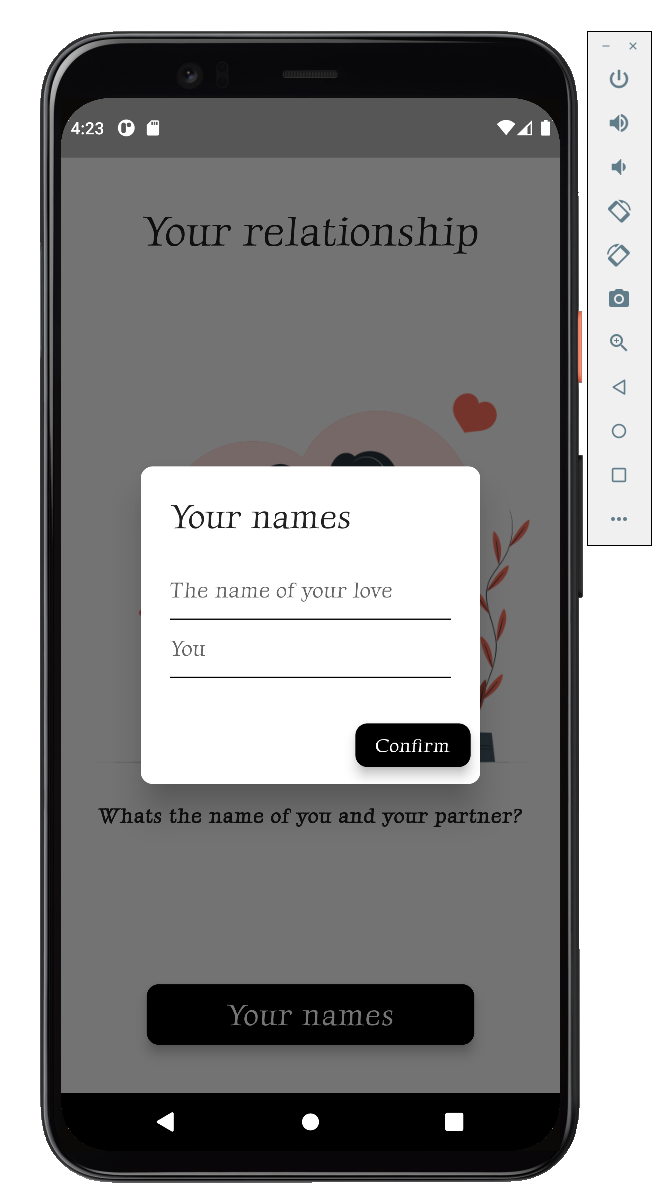 4:23
Your relationship
Your names
The name of your love
You
Confirm
Whats the name of you and your partner?
Your names